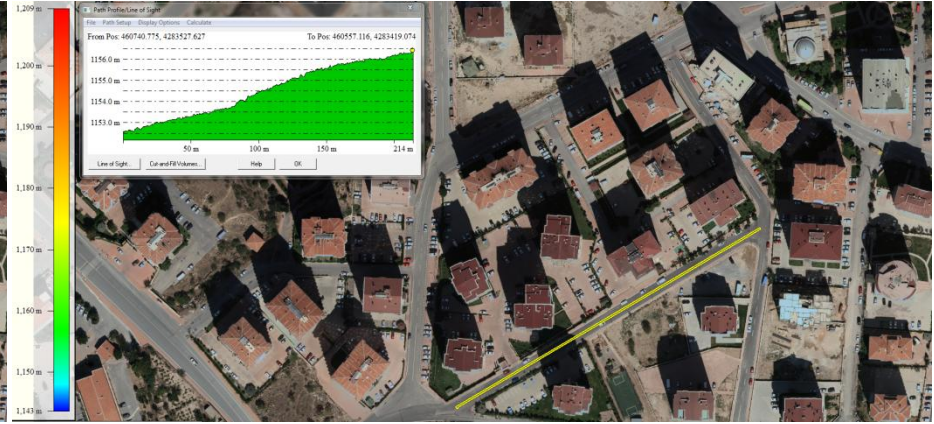 Path Profile/Line of Sight
File Path Setup Display Options Calculate
From Pos: 460740.775, 4283527.627 To Pos: 460557.116, 4283419.074
1156.0 m
1155.0 m
1154.0 m
1153.0 m
50 m 100 m 150 m 214 m
Line of Sight... Cut-and-Fill Volumes... Help OK
1,209 m
1,200 m
1,190 m
1,180 m
1,170 m
1,160 m
1,150 m
1,143 m